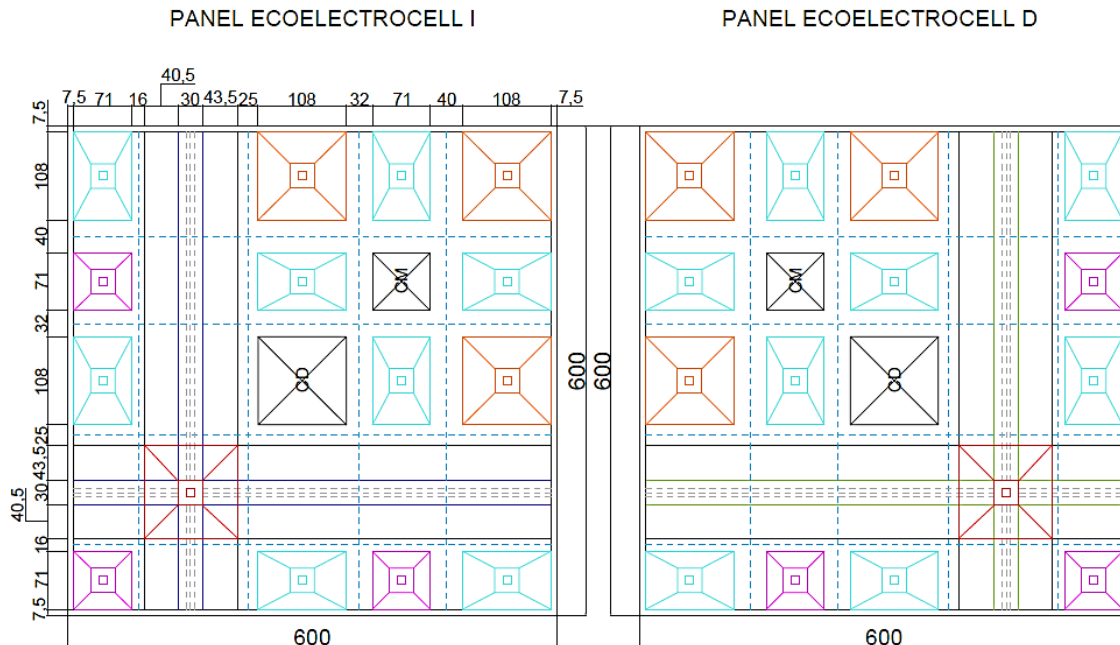 PANEL ECOELECTROCELL I
PANEL ECOELECTROCELL D
40,5
7,5 71 16 30 43,5 25 108 32 71 40 108 7,5
7,5
108
40
71
32
108
25
43,5
30
40,5
16
71
7,5
CM
CD
600
600
CM
CD
600
600